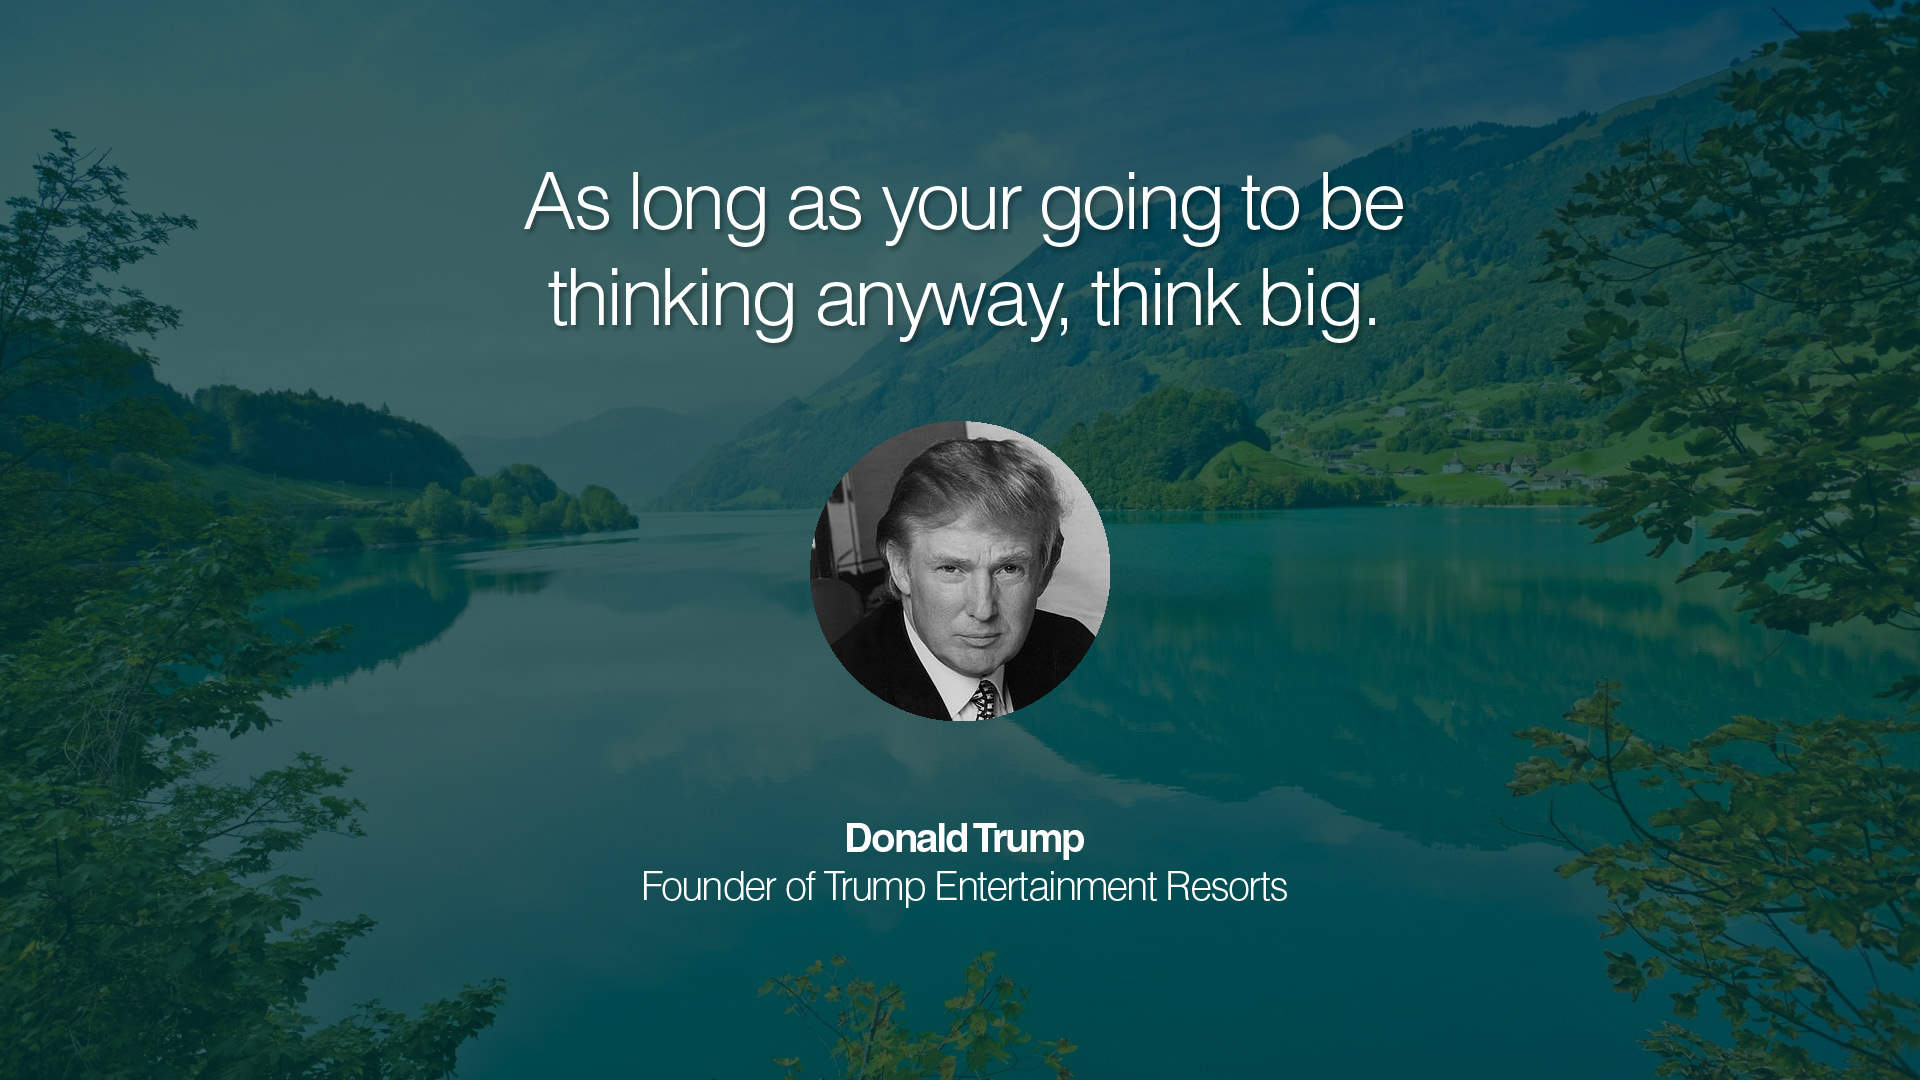 As long as your going to be
thinking anyway, think big.
Donald Trump
Founder of Trump Entertainment Resorts